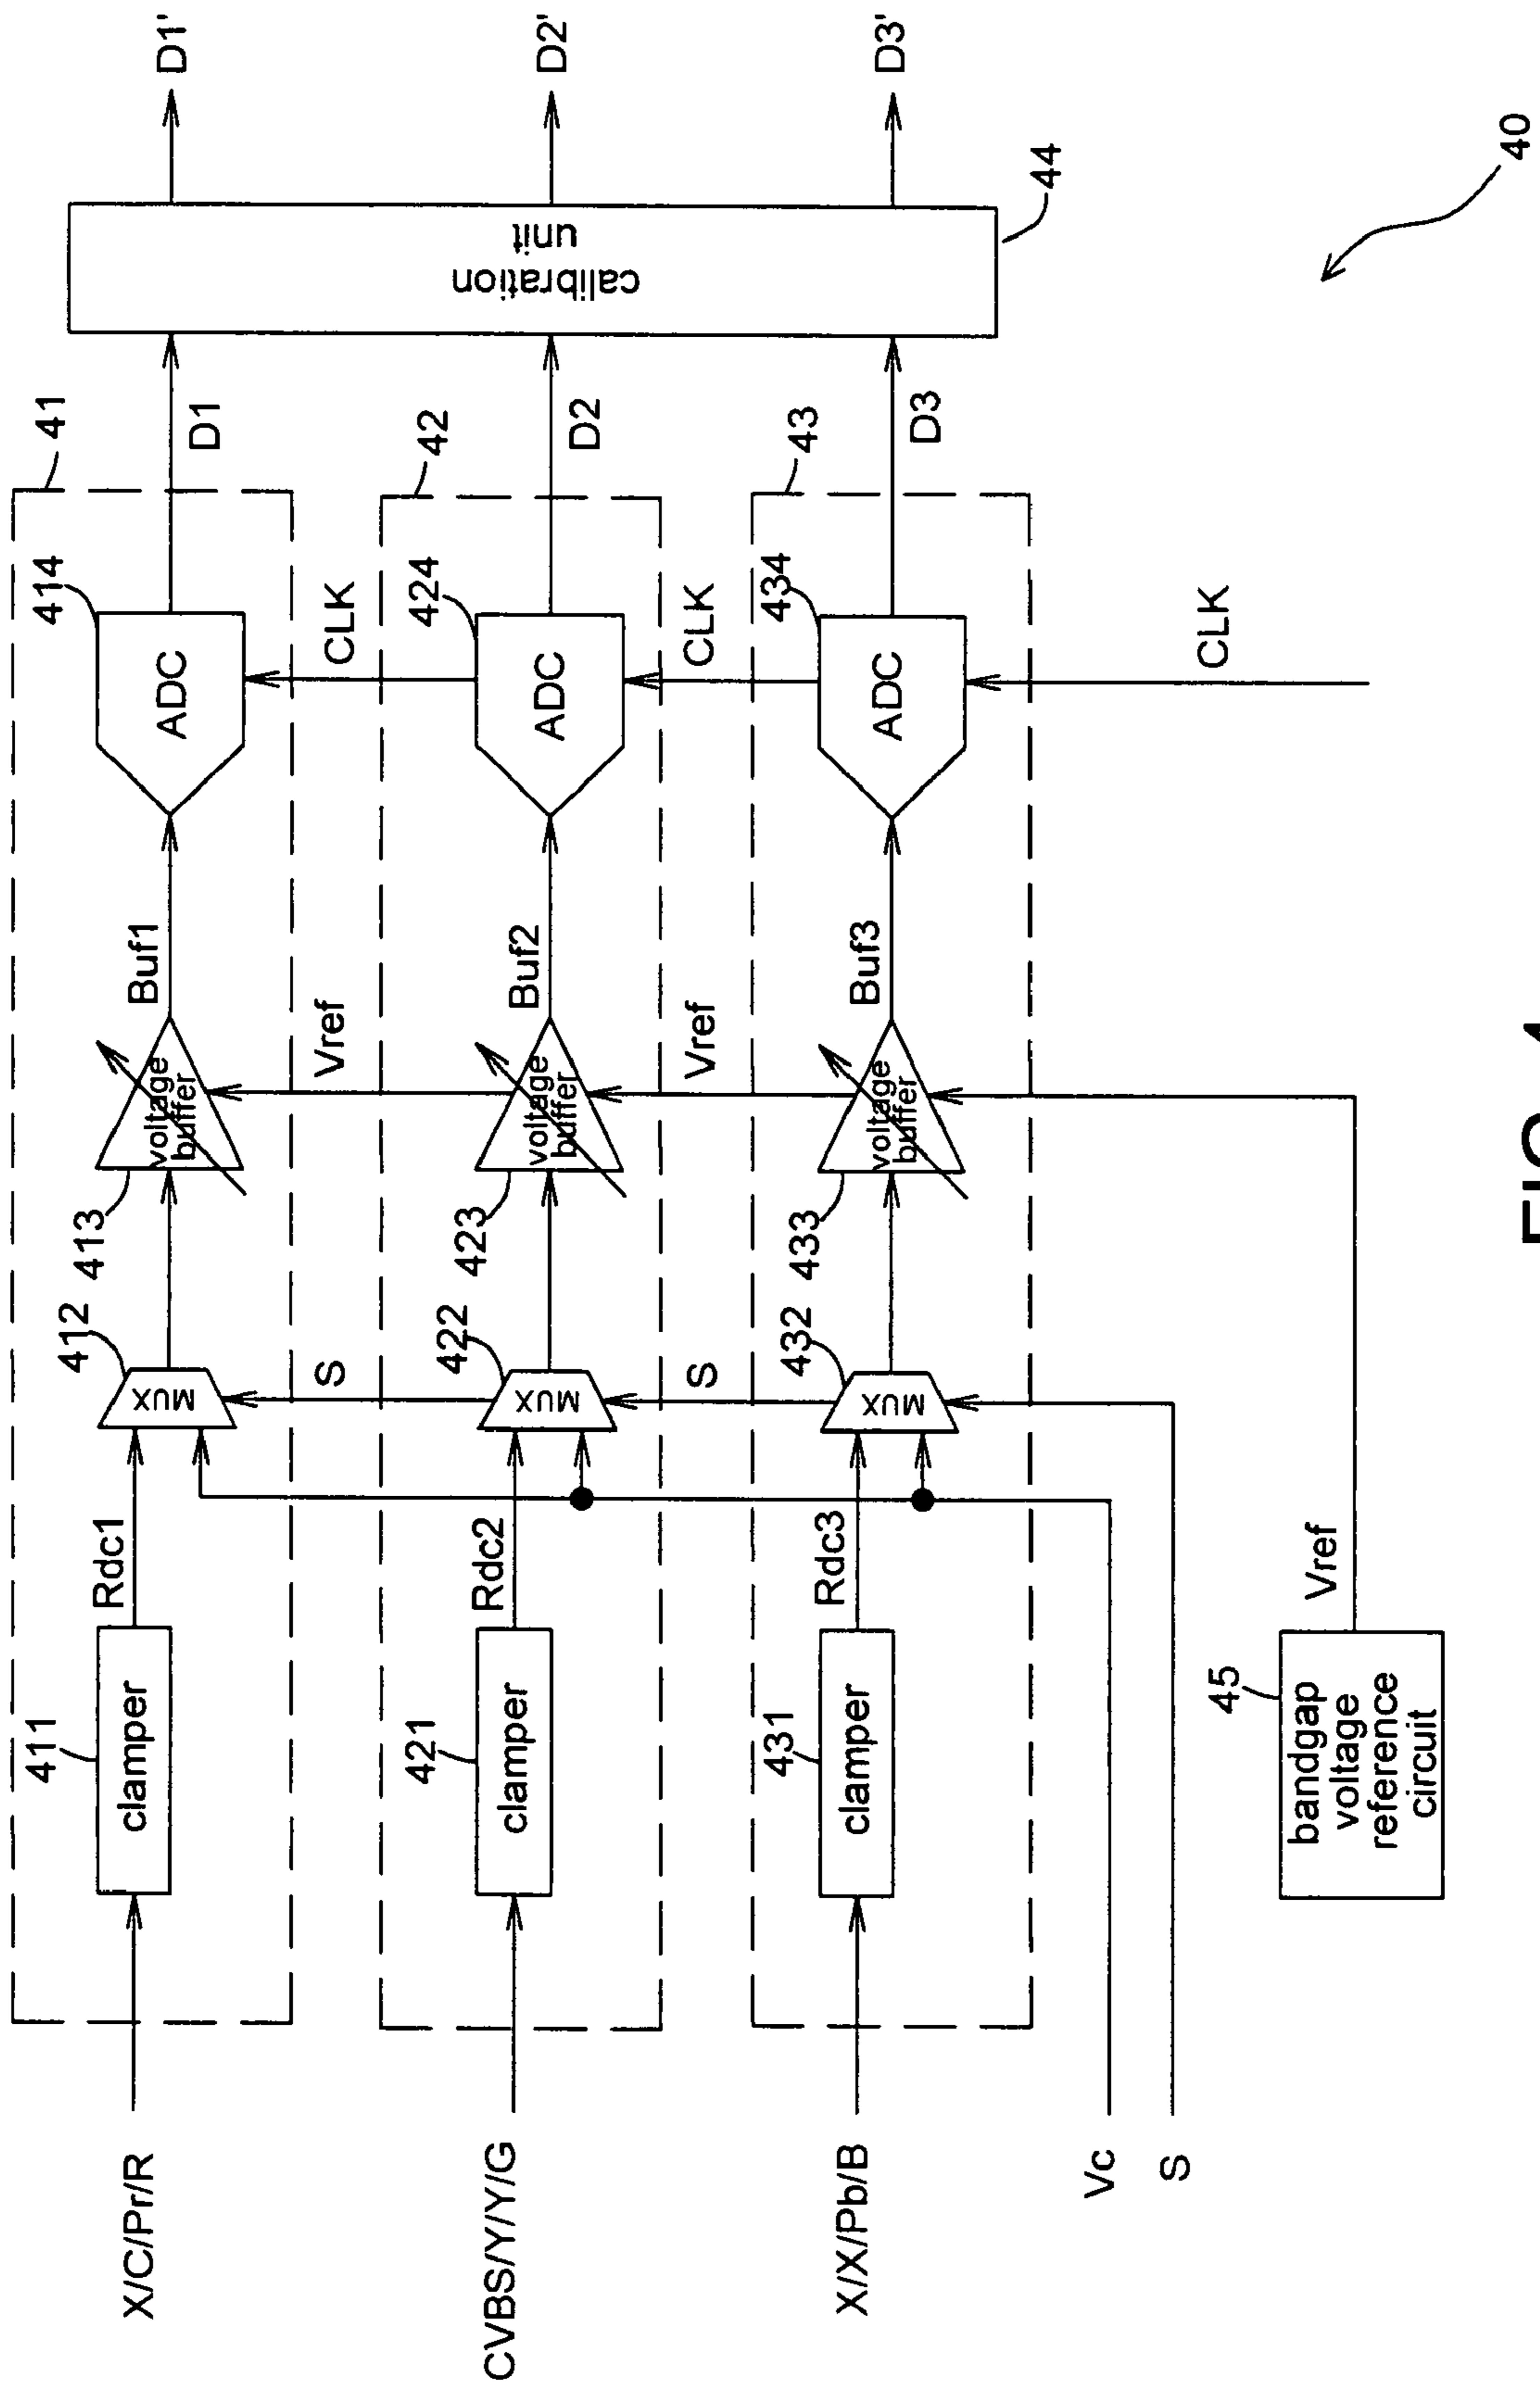 X/C/Pr/R
411
clamper
Rdc1
412
MUX
413
voltage
buffer
Buf1
414
ADC
41
D1
D1'
S
Vref
CLK
CVBS/Y/Y/G
421
clamper
Rdc2
422
MUX
423
voltage
buffer
Buf2
424
ADC
42
D2
D2'
calibration
unit
44
S
Vref
CLK
X/X/Pb/B
431
clamper
Rdc3
432
MUX
433
voltage
buffer
Buf3
434
ADC
43
D3
D3'
Vc
S
CLK
45
bandgap
voltage
reference
circuit
Vref
40